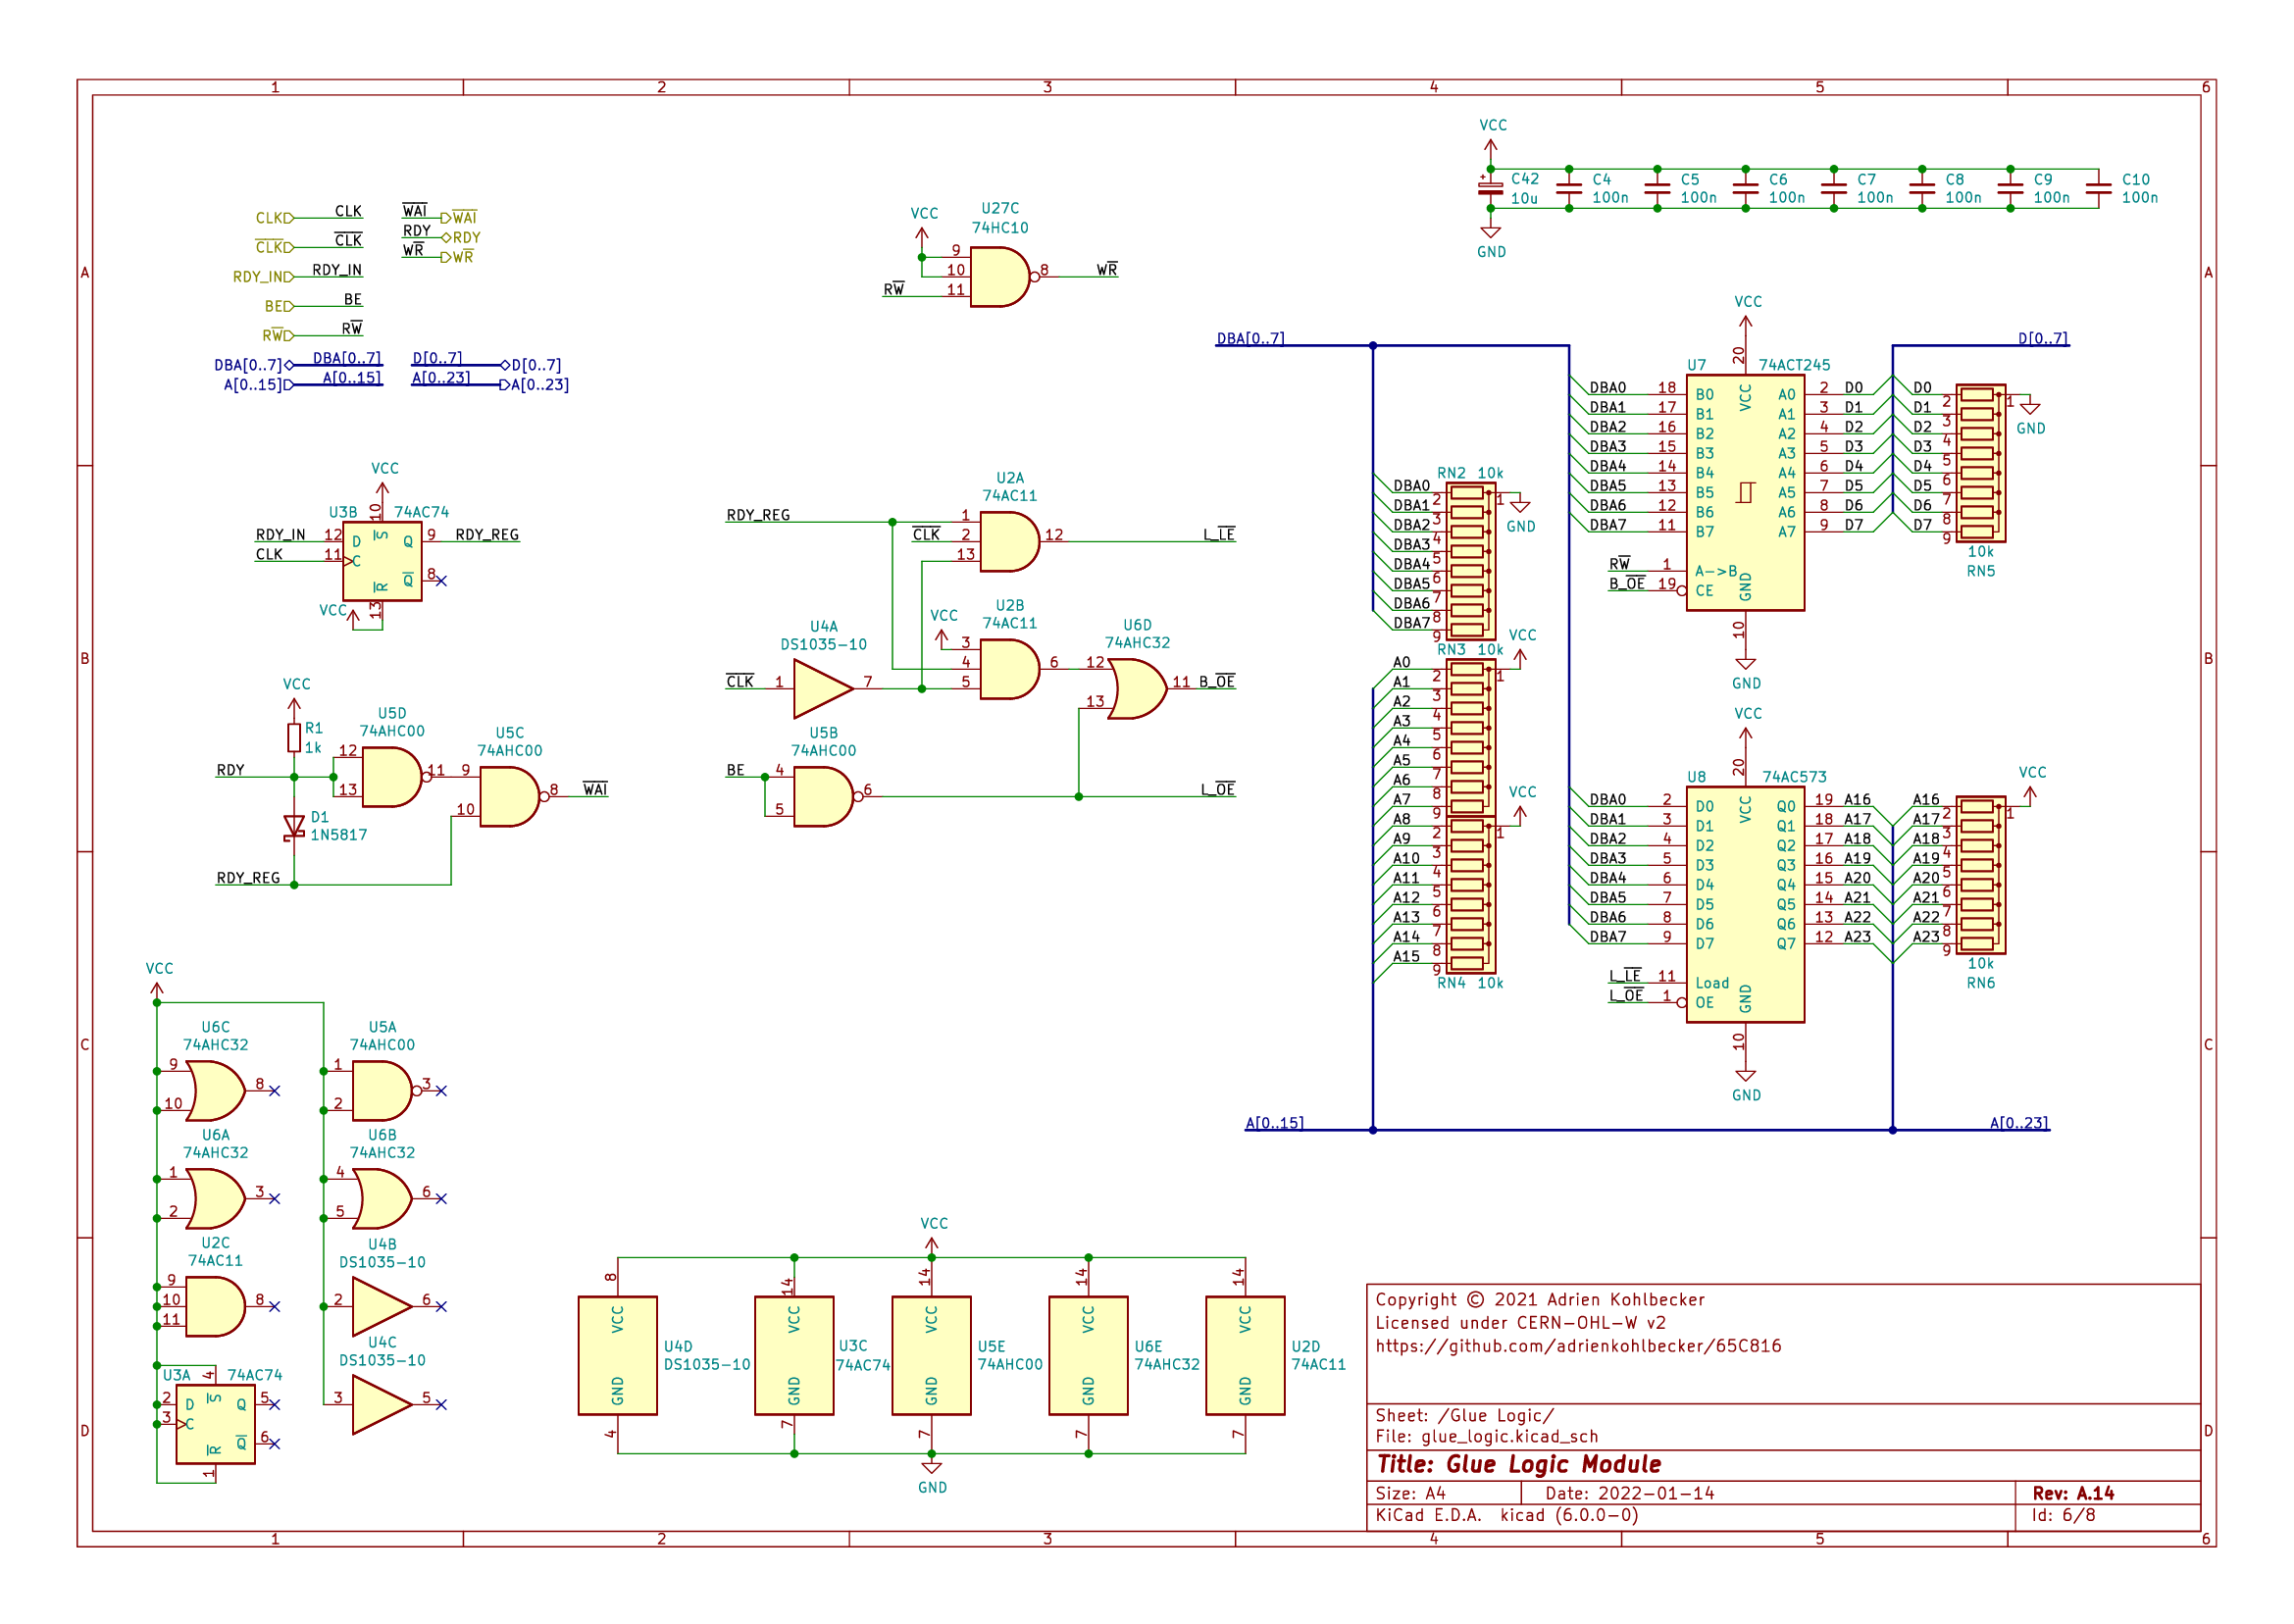 1 2 3 4 5 6
A A
B B
C C
D D
1 2 3 4 5 6
CLK CLK
CLK CLK
RDY_IN RDY_IN
BE BE
RW RW
DBA[0..7] DBA[0..7]
A[0..15] A[0..15]
WAI WAI
RDY RDY
WR WR
D[0..7] D[0..7]
A[0..23] A[0..23]
VCC
U27C
74HC10
9
10
11
8
RW
WR
VCC
C42
10u
C4
100n
C5
100n
C6
100n
C7
100n
C8
100n
C9
100n
C10
100n
GND
VCC
U3B 74AC74
10
RDY_IN 12 D S Q 9 RDY_REG
CLK 11 C
R Q 8
13
VCC
RDY_REG
U2A
74AC11
1
CLK 2
13
12 L_LE
VCC
U2B
74AC11
3
4
5
6
U4A
DS1035-10
CLK 1 7
U6D
74AHC32
12
13
11 B_OE
U5B
74AHC00
BE 4
5
6 L_OE
VCC
R1
1k
RDY
D1
1N5817
RDY_REG
U5D
74AHC00
12
13
11
U5C
74AHC00
9
10
8 WAI
DBA[0..7]
RN2 10k
DBA0 2 1
DBA1 3
DBA2 4
DBA3 5
DBA4 6
DBA5 7
DBA6 8
DBA7 9
GND
VCC
RN3 10k
A0 2 1
A1 3
A2 4
A3 5
A4 6
A5 7
A6 8
A7 9
VCC
A8 2 1
A9 3
A10 4
A11 5
A12 6
A13 7
A14 8
A15 9
RN4 10k
A[0..15]
VCC
U7 74ACT245
20
VCC
DBA0 18 B0 A0 2 D0
DBA1 17 B1 A1 3 D1
DBA2 16 B2 A2 4 D2
DBA3 15 B3 A3 5 D3
DBA4 14 B4 A4 6 D4
DBA5 13 B5 A5 7 D5
DBA6 12 B6 A6 8 D6
DBA7 11 B7 A7 9 D7
RW 1 A->B
B_OE 19 CE
GND
10
GND
D[0..7]
D0 2 1
D1 3
D2 4
D3 5
D4 6
D5 7
D6 8
D7 9
GND
10k
RN5
VCC
U8 74AC573
20
VCC
DBA0 2 D0 Q0 19 A16
DBA1 3 D1 Q1 18 A17
DBA2 4 D2 Q2 17 A18
DBA3 5 D3 Q3 16 A19
DBA4 6 D4 Q4 15 A20
DBA5 7 D5 Q5 14 A21
DBA6 8 D6 Q6 13 A22
DBA7 9 D7 Q7 12 A23
L_LE 11 Load
L_OE 1 OE
GND
10
GND
VCC
A16 2 1
A17 3
A18 4
A19 5
A20 6
A21 7
A22 8
A23 9
10k
RN6
A[0..23]
VCC
U6C
74AHC32
9
10
8
U5A
74AHC00
1
2
3
U6A
74AHC32
1
2
3
U6B
74AHC32
4
5
6
U2C
74AC11
9
10
11
8
U4B
DS1035-10
2 6
U4C
DS1035-10
3 5
U3A 74AC74
4
2 D S Q 5
3 C
R Q 6
1
VCC
8 14 14 14 14
VCC VCC VCC VCC VCC
U4D
DS1035-10
U3C
74AC74
U5E
74AHC00
U6E
74AHC32
U2D
74AC11
GND GND GND GND GND
4 7 7 7 7
GND
Copyright © 2021 Adrien Kohlbecker
Licensed under CERN-OHL-W v2
https://github.com/adrienkohlbecker/65C816
Sheet: /Glue Logic/
File: glue_logic.kicad_sch
Title: Glue Logic Module
Size: A4 Date: 2022-01-14 Rev: A.14
KiCad E.D.A. kicad (6.0.0-0) Id: 6/8